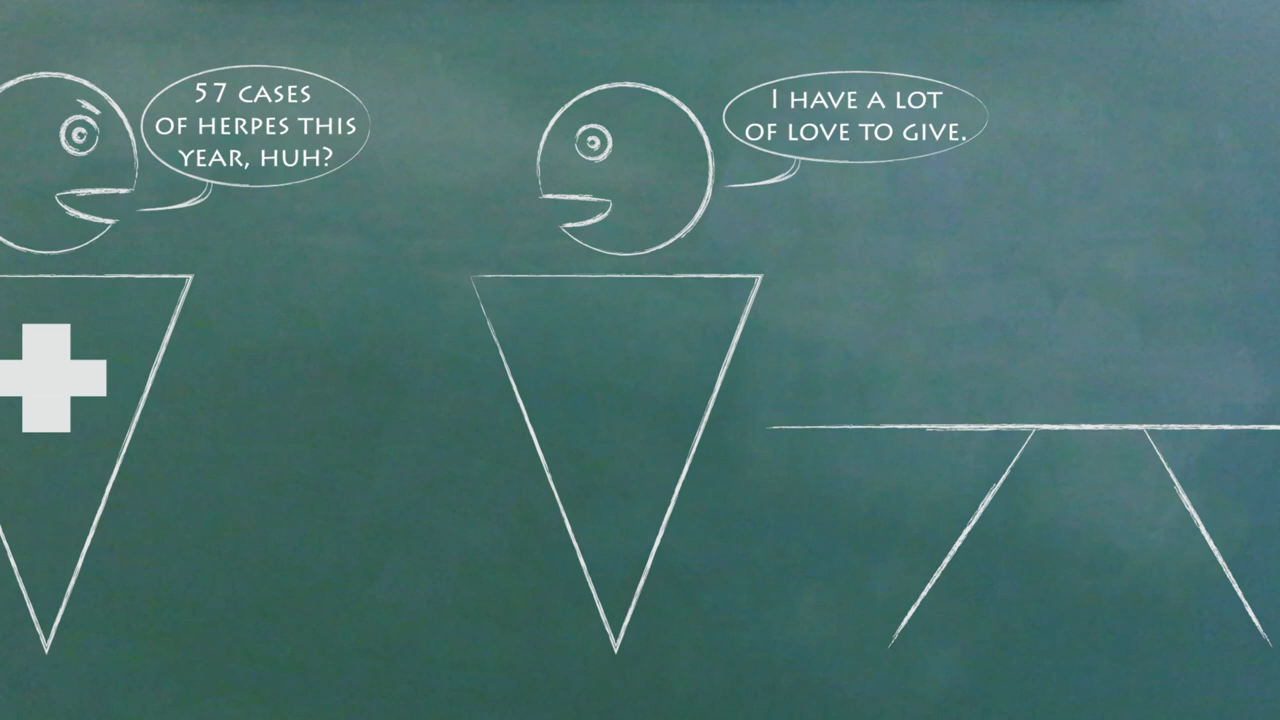 57 CASES
OF HERPES THIS
YEAR, HUH?
I HAVE A LOT
OF LOVE TO GIVE.